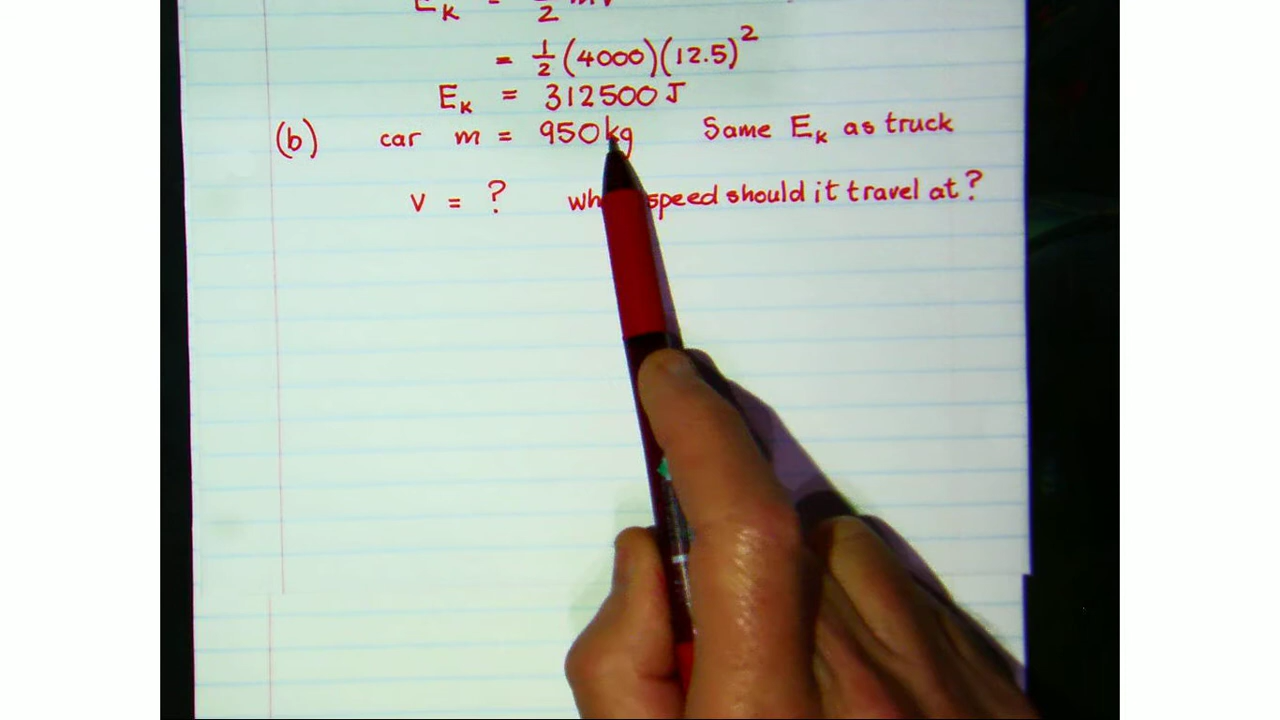 = 1/2 (4000)(12.5)²
Eₖ = 312500 J
(b) car m = 950kg Same Eₖ as truck
v = ? speed should it travel at?